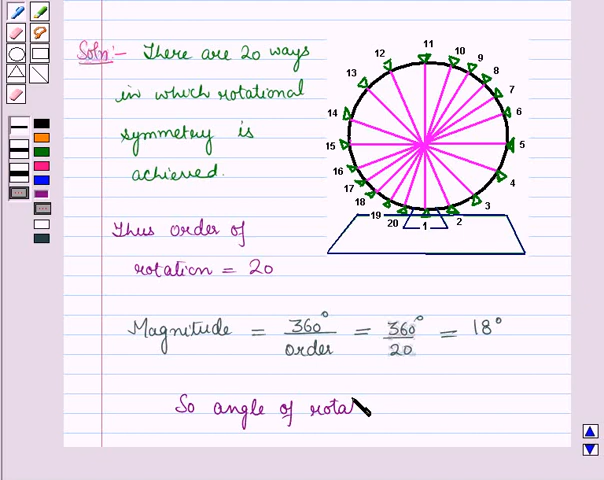 Soln:- There are 20 ways
in which rotational
symmetry is
achieved.
Thus order of
rotation = 20
Magnitude = 360°/order = 360°/20 = 18°
So angle of rota
11
12
10
9
13
8
7
14
6
15
5
16
4
17
18
3
19
20
1
2